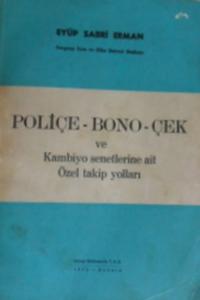 EYÜP SABRİ ERMAN
POLİÇE - BONO - ÇEK
ve
Kambiyo senetlerine ait
Özel takip yolları